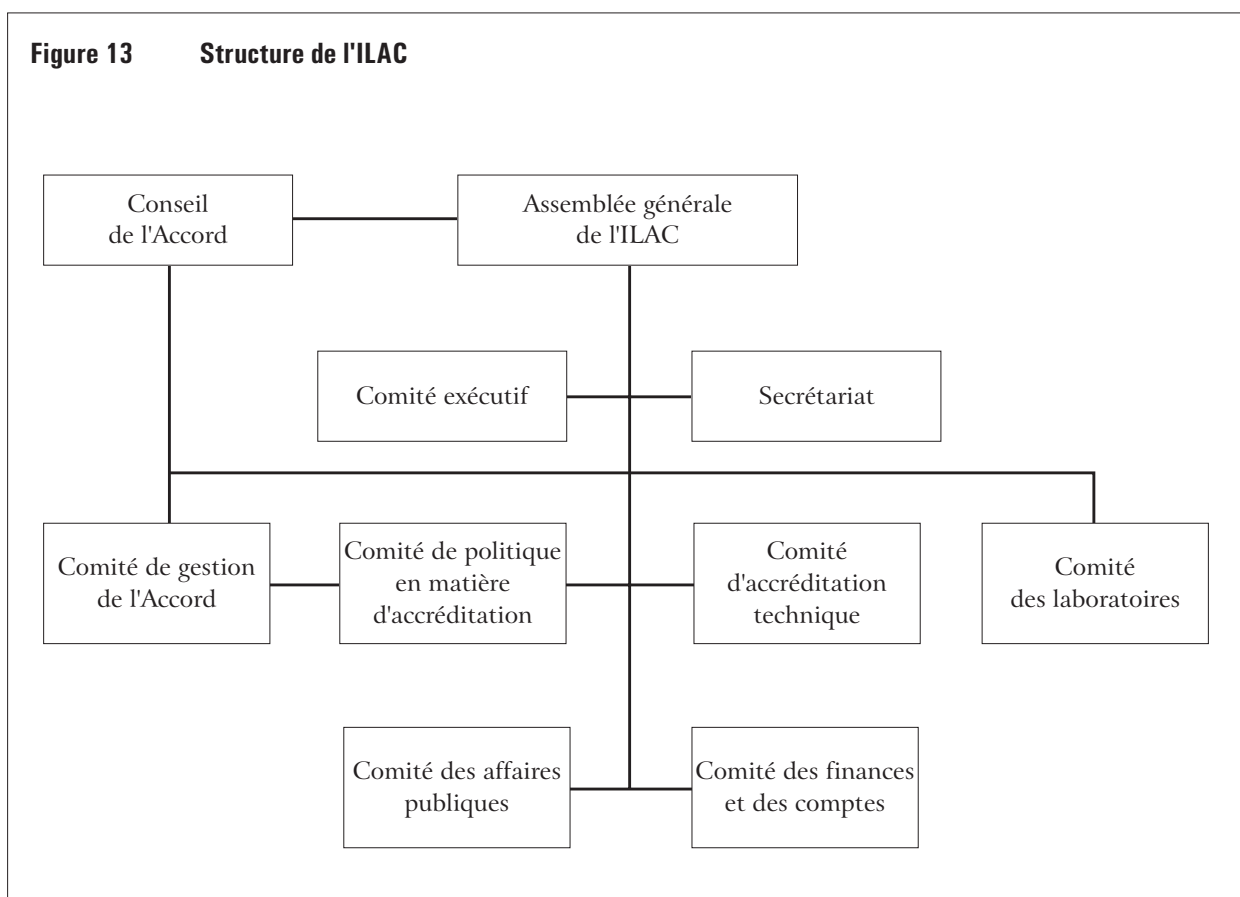 Figure 13 Structure de l'ILAC
Conseil
de l'Accord
Assemblée générale
de l'ILAC
Comité exécutif
Secrétariat
Comité de gestion
de l'Accord
Comité de politique
en matière
d'accréditation
Comité
d'accréditation
technique
Comité
des laboratoires
Comité des affaires
publiques
Comité des finances
et des comptes